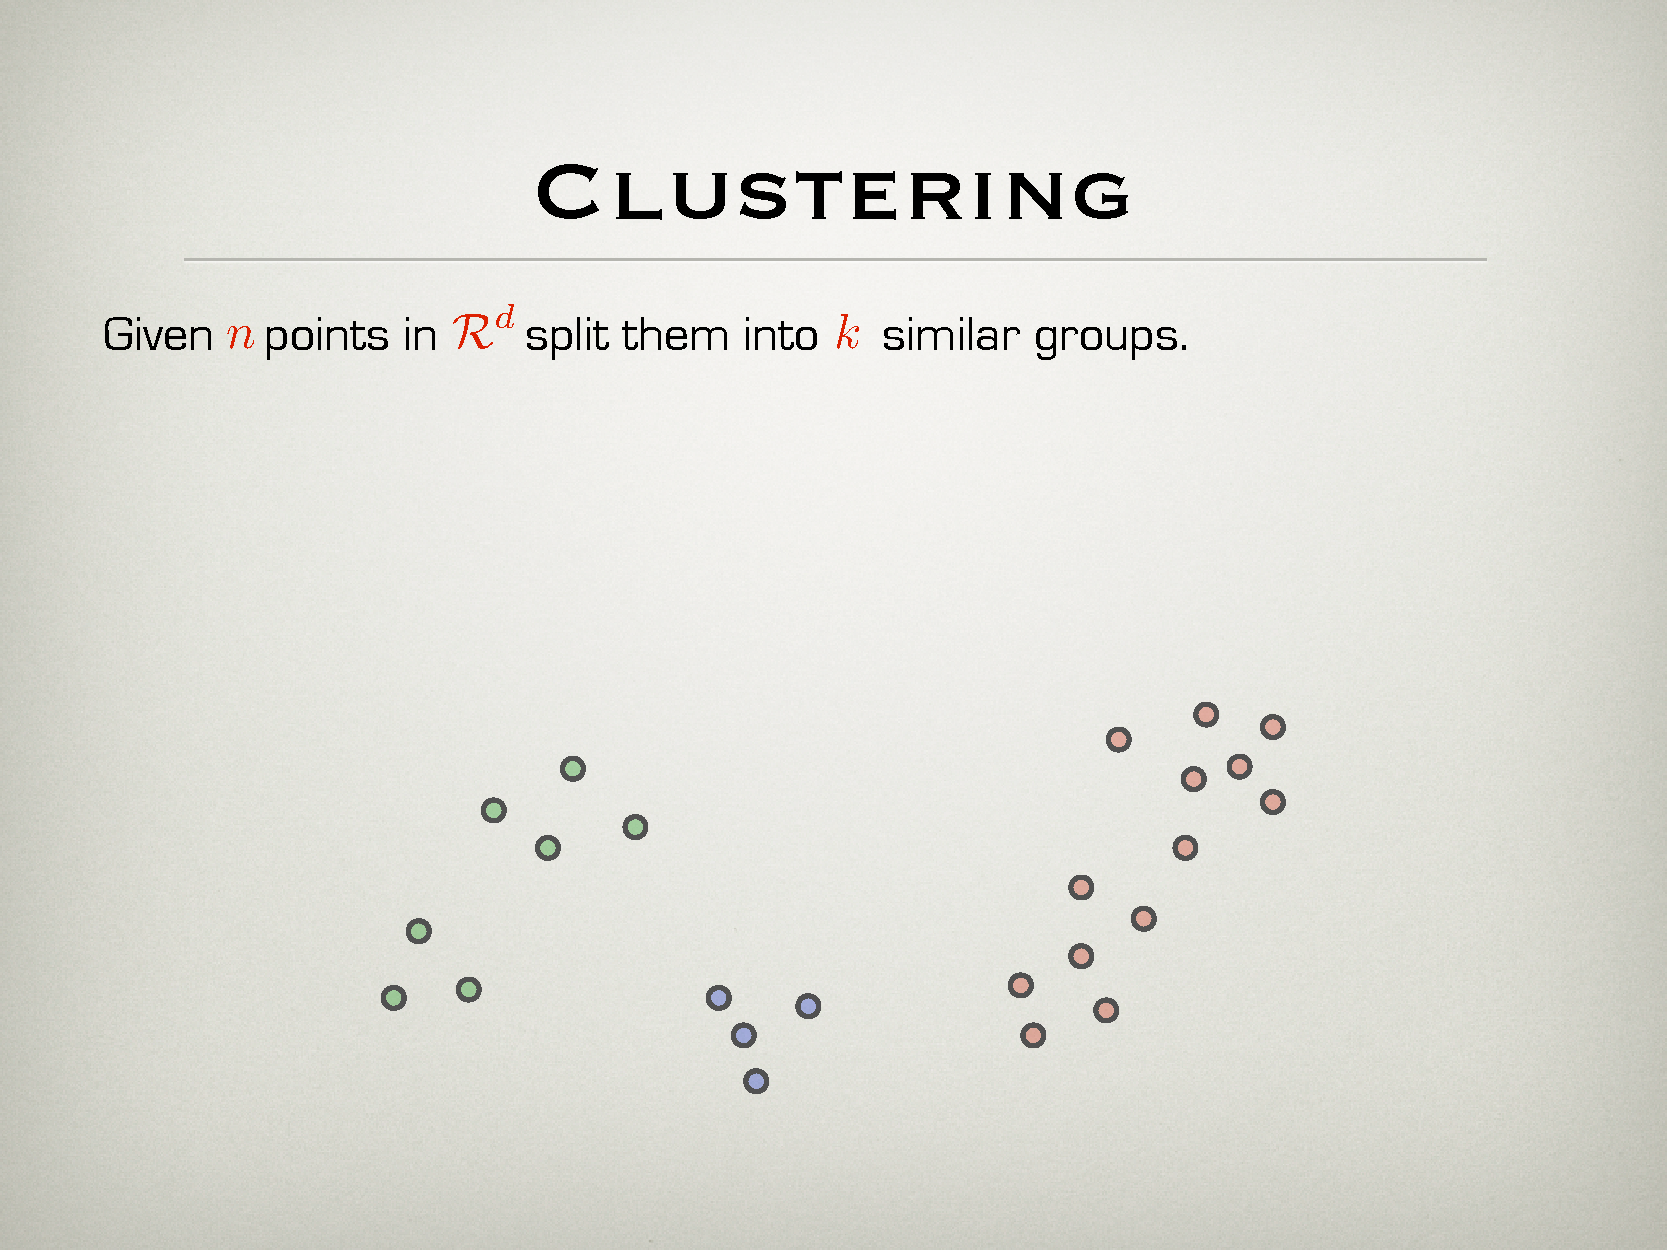 CLUSTERING
Given n points in ℛ^d split them into k similar groups.